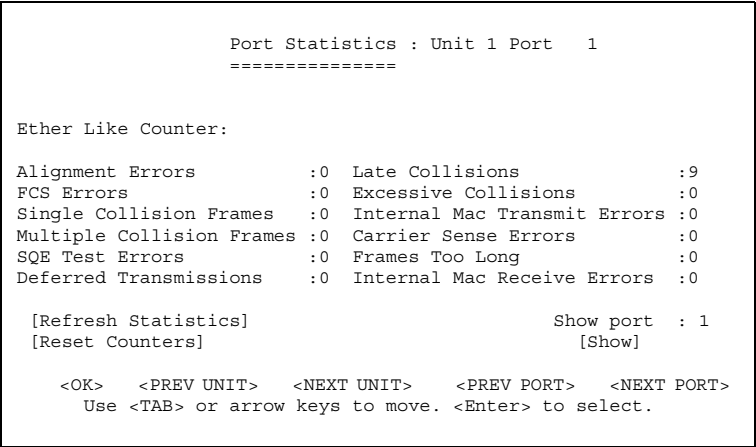 Port Statistics : Unit 1 Port 1
===============
Ether Like Counter:
Alignment Errors :0 Late Collisions :9
FCS Errors :0 Excessive Collisions :0
Single Collision Frames :0 Internal Mac Transmit Errors :0
Multiple Collision Frames :0 Carrier Sense Errors :0
SQE Test Errors :0 Frames Too Long :0
Deferred Transmissions :0 Internal Mac Receive Errors :0
[Refresh Statistics] Show port : 1
[Reset Counters] [Show]
<OK> <PREV UNIT> <NEXT UNIT> <PREV PORT> <NEXT PORT>
Use <TAB> or arrow keys to move. <Enter> to select.